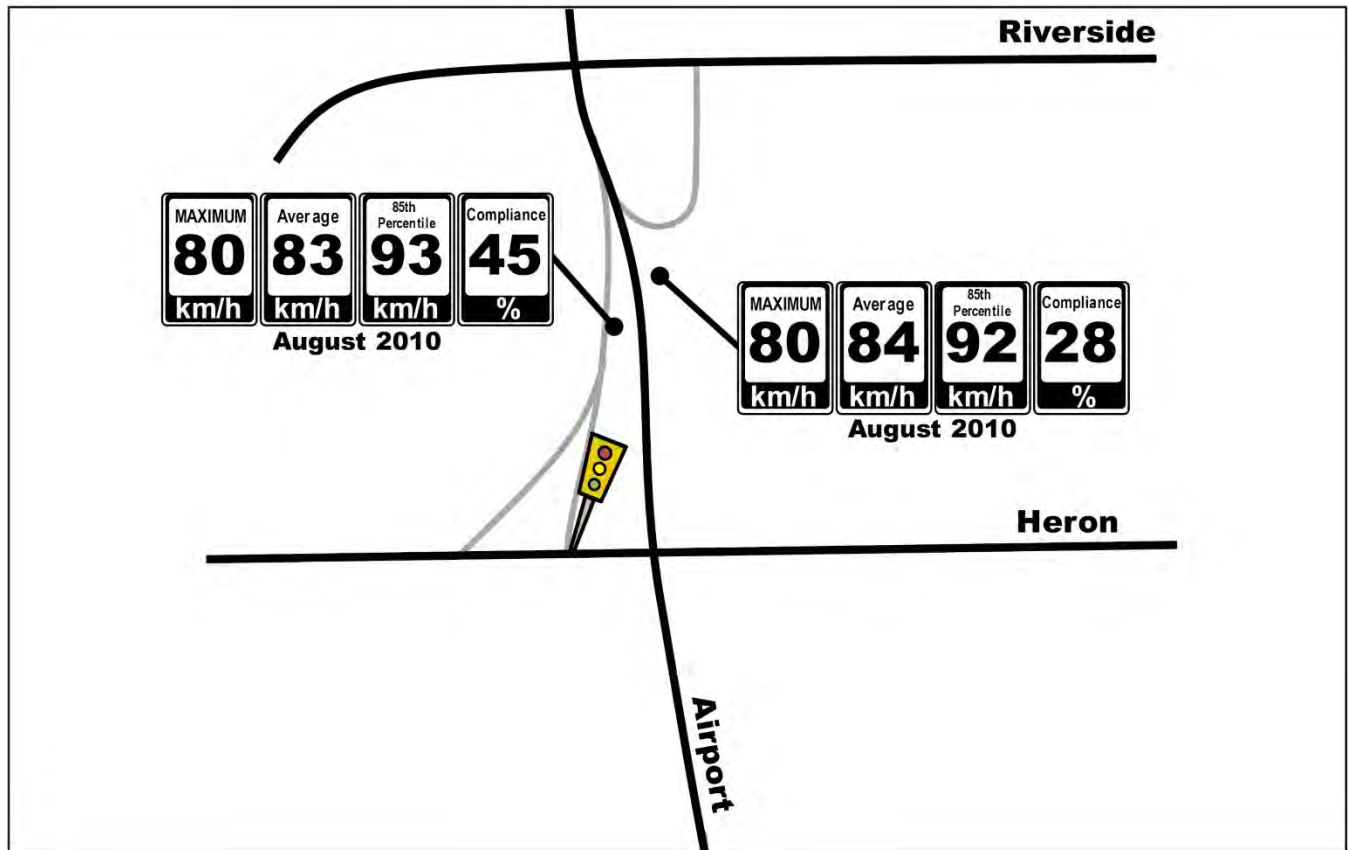 Riverside
MAXIMUM
80
km/h
Average
83
km/h
85th
Percentile
93
km/h
Compliance
45
%
August 2010
MAXIMUM
80
km/h
Average
84
km/h
85th
Percentile
92
km/h
Compliance
28
%
August 2010
Heron
Airport